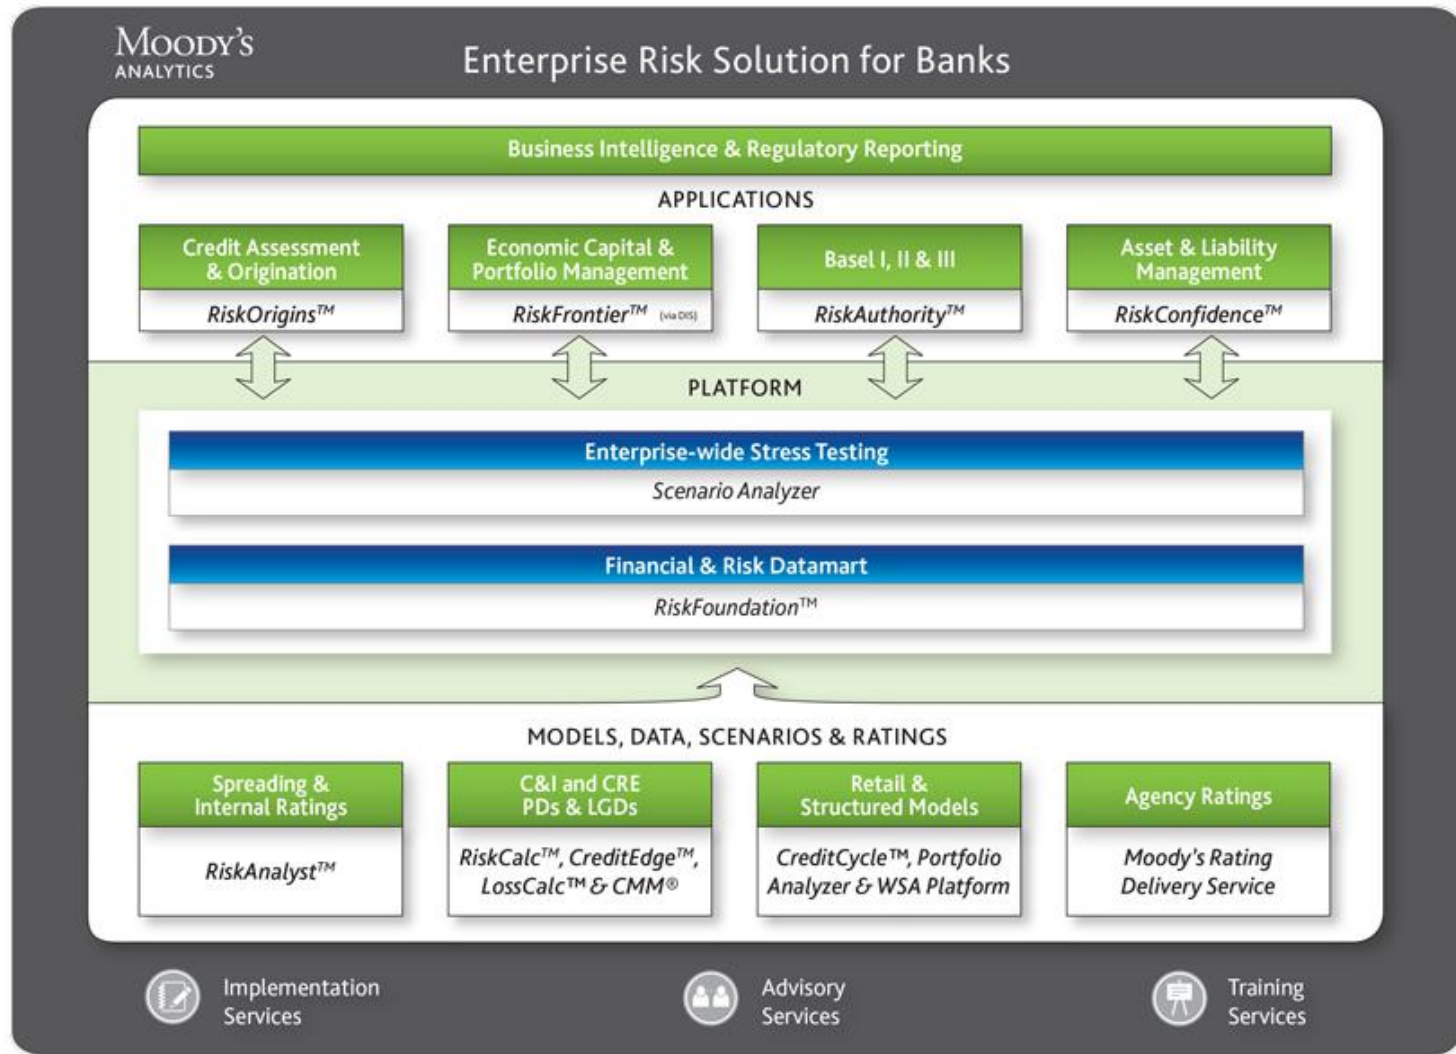 MOODY'S
ANALYTICS
Enterprise Risk Solution for Banks
Business Intelligence & Regulatory Reporting
APPLICATIONS
Credit Assessment
& Origination
RiskOrigins™
Economic Capital &
Portfolio Management
RiskFrontier™ (via DIS)
Basel I, II & III
RiskAuthority™
Asset & Liability
Management
RiskConfidence™
PLATFORM
Enterprise-wide Stress Testing
Scenario Analyzer
Financial & Risk Datamart
RiskFoundation™
MODELS, DATA, SCENARIOS & RATINGS
Spreading &
Internal Ratings
RiskAnalyst™
C&I and CRE
PDs & LGDs
RiskCalc™, CreditEdge™,
LossCalc™ & CMM®
Retail &
Structured Models
CreditCycle™, Portfolio
Analyzer & WSA Platform
Agency Ratings
Moody's Rating
Delivery Service
Implementation
Services
Advisory
Services
Training
Services